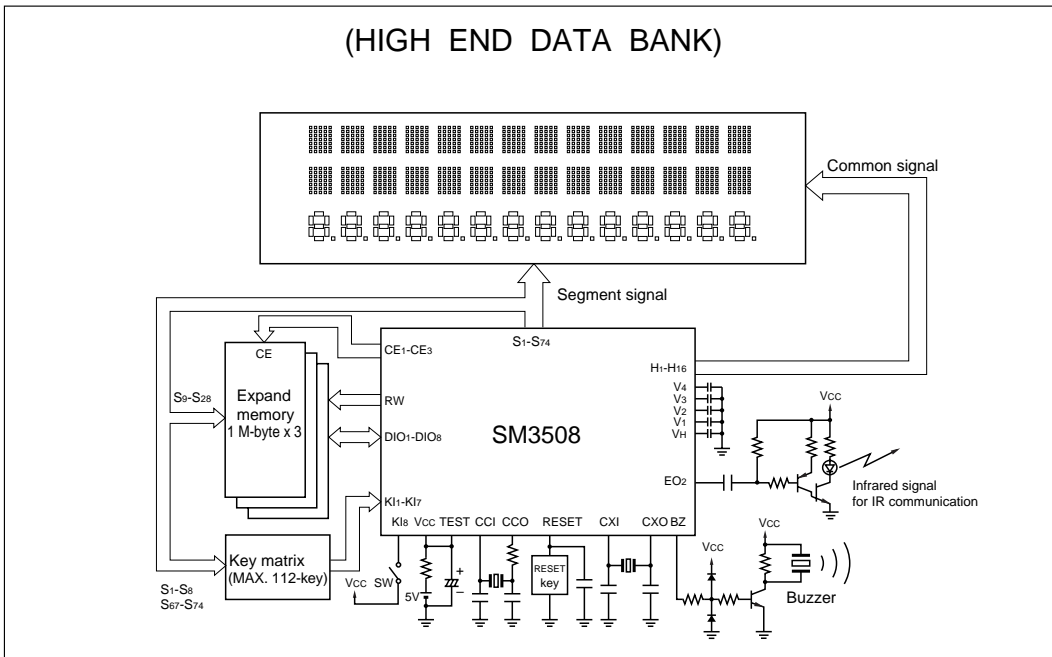 (HIGH END DATA BANK)
Common signal
Segment signal
S1-S74
CE
CE1-CE3
H1-H16
Expand
memory
1 M-byte x 3
S9-S28
RW
DIO1-DIO8
SM3508
V4
V3
V2
V1
VH
VCC
EO2
Infrared signal
for IR communication
KI1-KI7
KI8 VCC TEST CCI CCO RESET CXI CXO BZ
Key matrix
(MAX. 112-key)
S1-S8
S67-S74
VCC
SW
5V
+
−
RESET
key
VCC
VCC
Buzzer